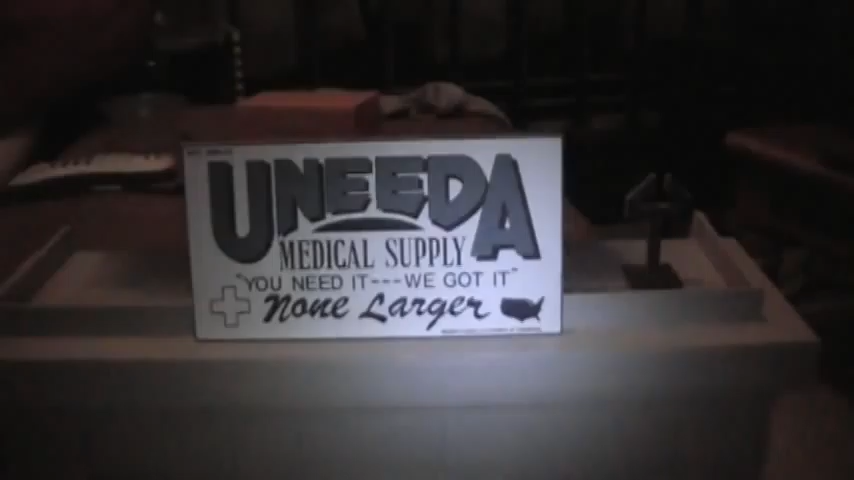 UNEEDA
MEDICAL SUPPLY
"YOU NEED IT---WE GOT IT"
None Larger